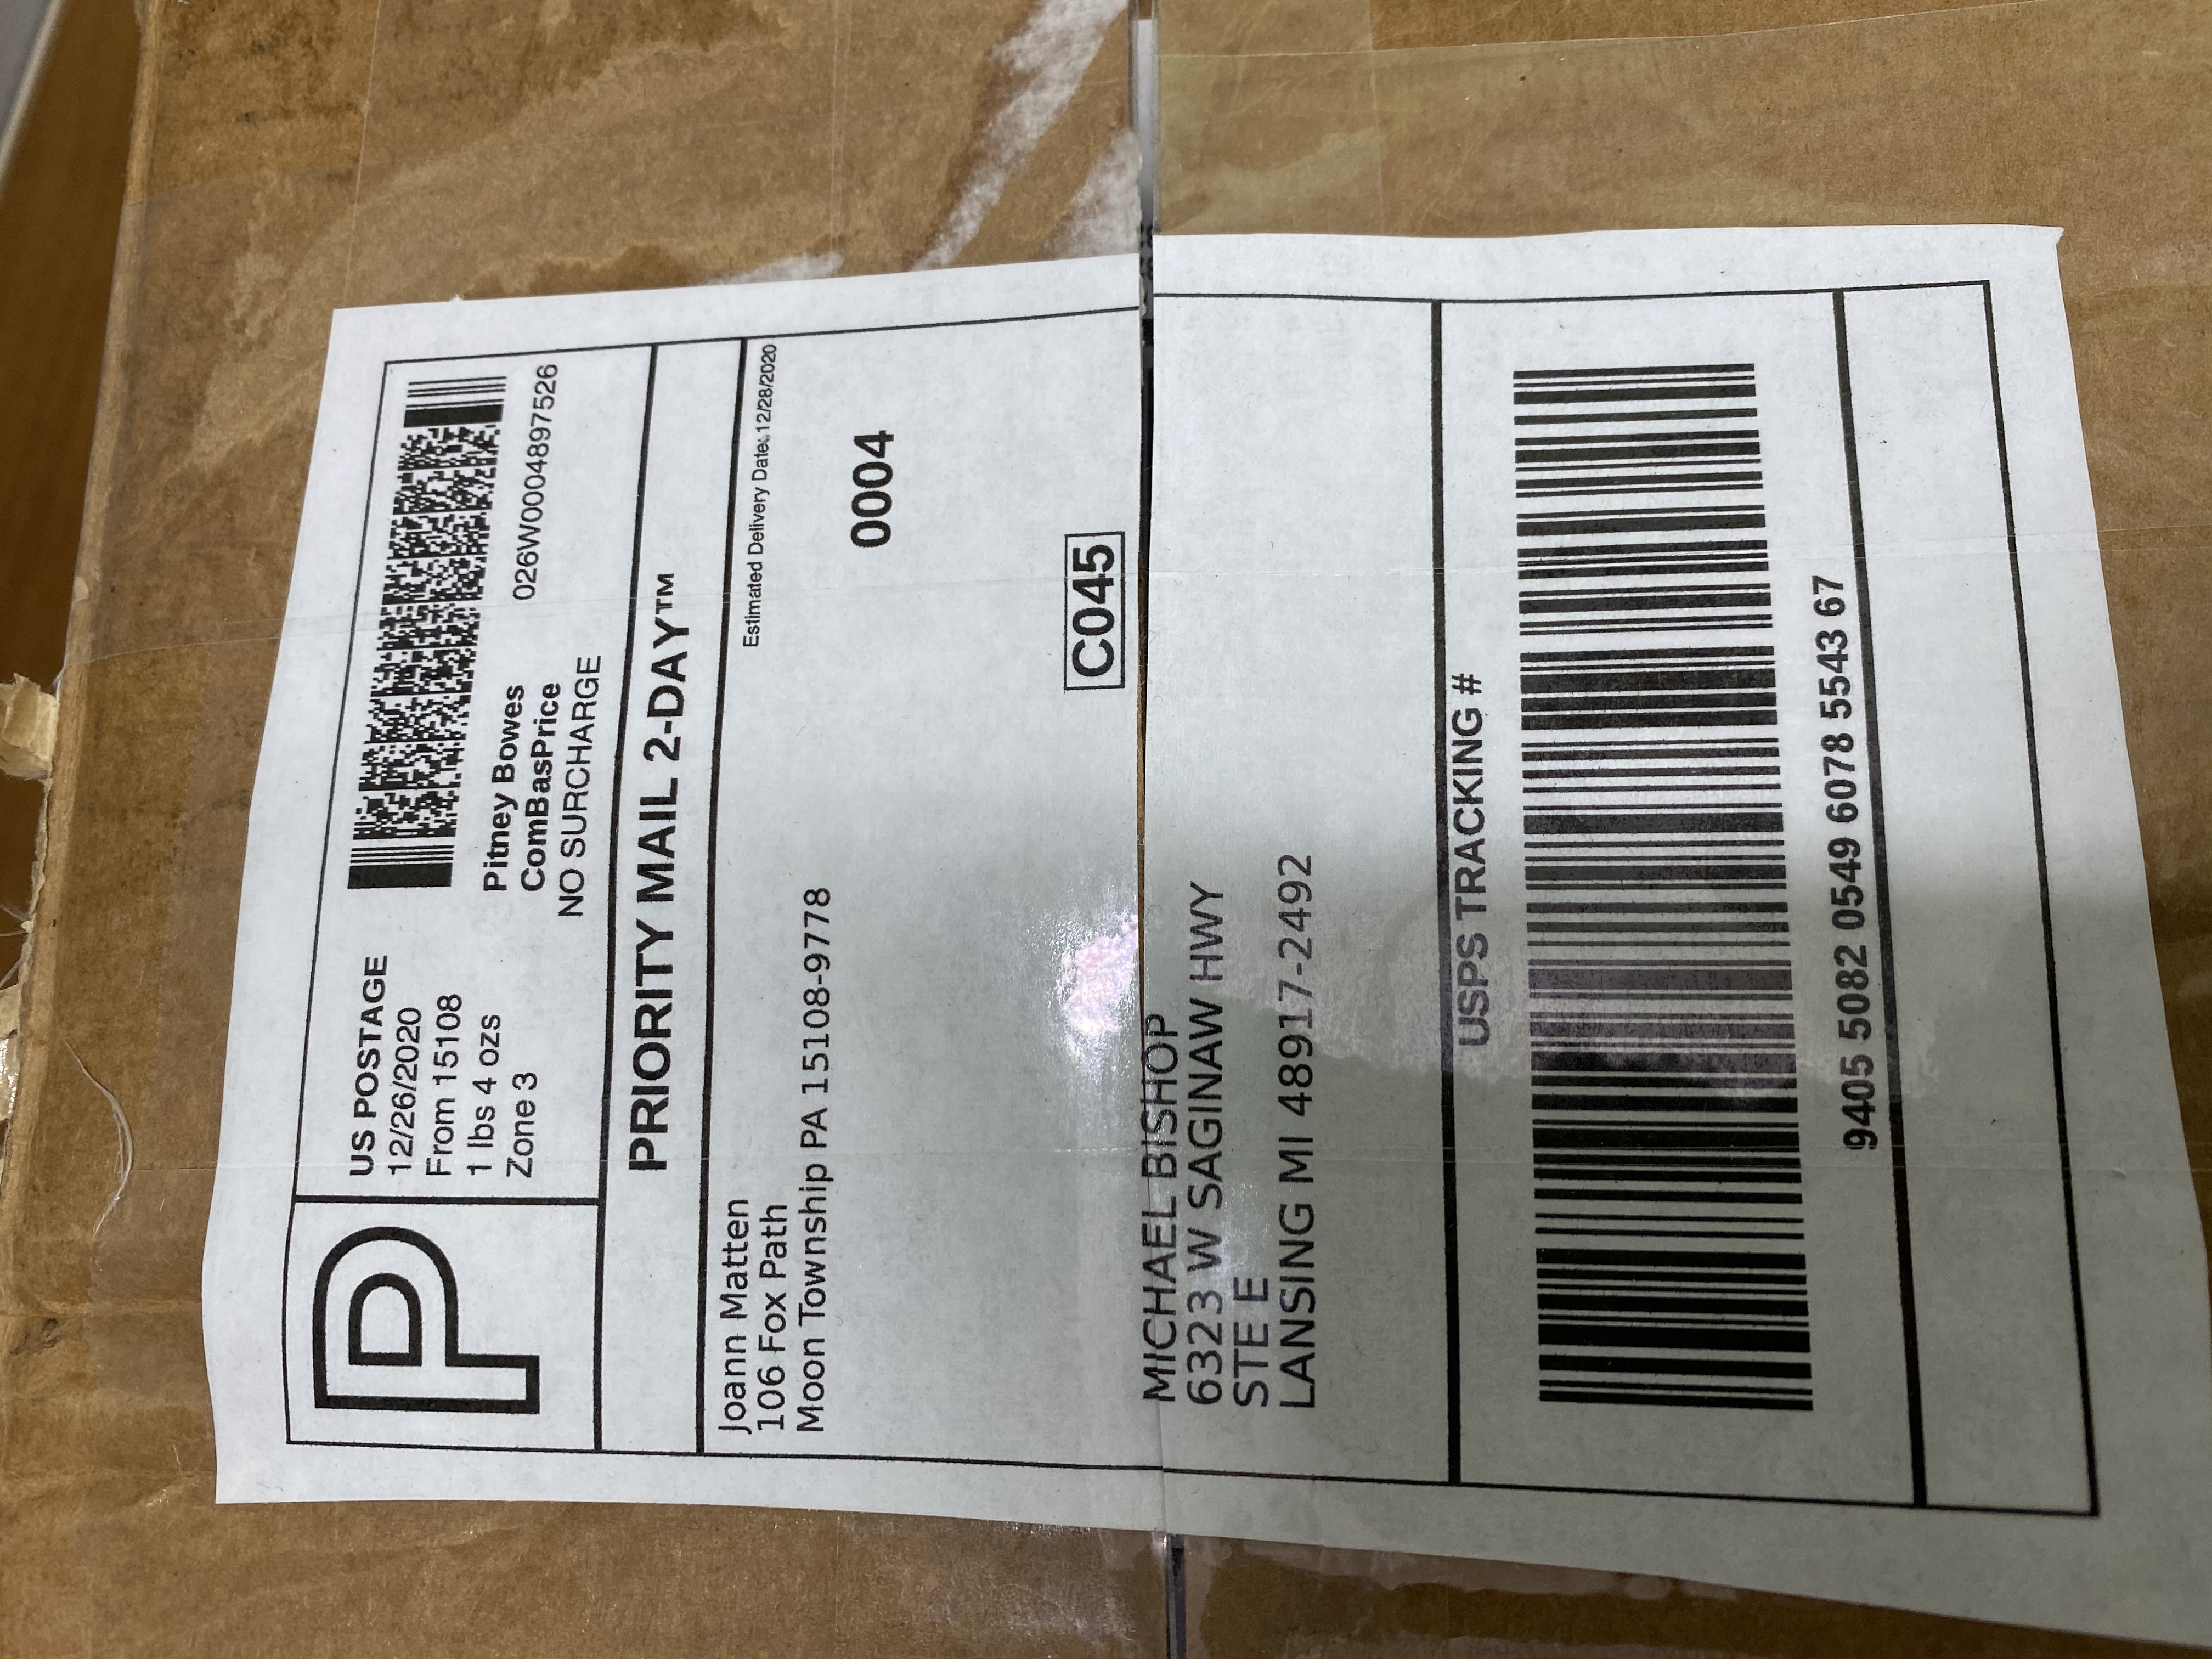 P
US POSTAGE
12/26/2020
From 15108
1 lbs 4 ozs
Zone 3
Pitney Bowes
ComBasPrice
NO SURCHARGE
026W0004897526
PRIORITY MAIL 2-DAY™
Joann Matten
106 Fox Path
Moon Township PA 15108-9778
Estimated Delivery Date: 12/28/2020
0004
C045
MICHAEL BISHOP
6323 W SAGINAW HWY
STE E
LANSING MI 48917-2492
USPS TRACKING #
9405 5082 0549 6078 5543 67